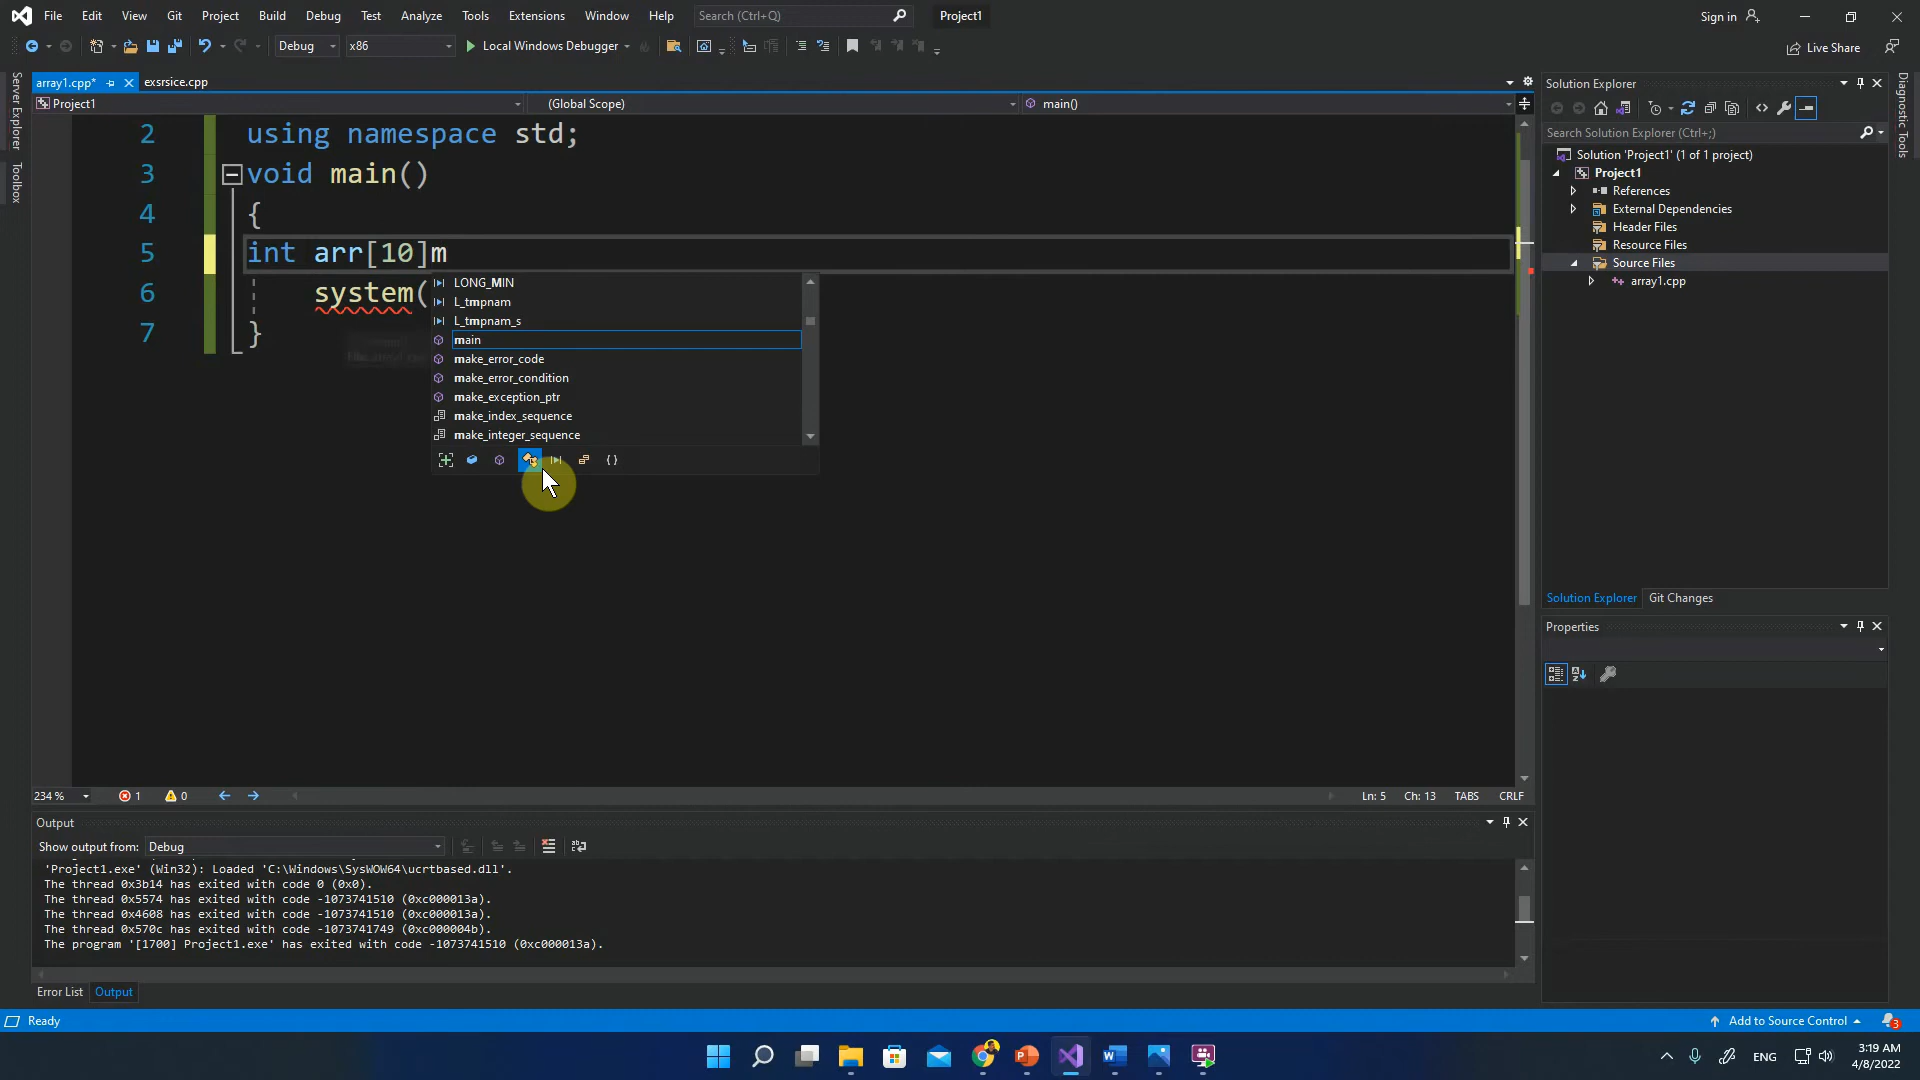 File Edit View Git Project Build Debug Test Analyze Tools Extensions Window Help Search (Ctrl+Q) Project1 Sign in
Debug x86 Local Windows Debugger Live Share
array1.cpp* exsrsice.cpp
Project1 (Global Scope) main()
Server Explorer
Toolbox
2 using namespace std;
3 void main()
4 {
5 int arr[10]m
6 system(
7 }
LONG_MIN
L_tmpnam
L_tmpnam_s
main
make_error_code
make_error_condition
make_exception_ptr
make_index_sequence
make_integer_sequence
234 % 1 0 Ln: 5 Ch: 13 TABS CRLF
Output
Show output from: Debug
'Project1.exe' (Win32): Loaded 'C:\Windows\SysWOW64\ucrtbased.dll'.
The thread 0x3b14 has exited with code 0 (0x0).
The thread 0x5574 has exited with code -1073741510 (0xc000013a).
The thread 0x4608 has exited with code -1073741510 (0xc000013a).
The thread 0x570c has exited with code -1073741749 (0xc000004b).
The program '[1700] Project1.exe' has exited with code -1073741510 (0xc000013a).
Error List Output
Solution Explorer
Search Solution Explorer (Ctrl+;)
Solution 'Project1' (1 of 1 project)
Project1
References
External Dependencies
Header Files
Resource Files
Source Files
array1.cpp
Solution Explorer Git Changes
Properties
Diagnostic Tools
Ready Add to Source Control 3
ENG 3:19 AM
4/8/2022